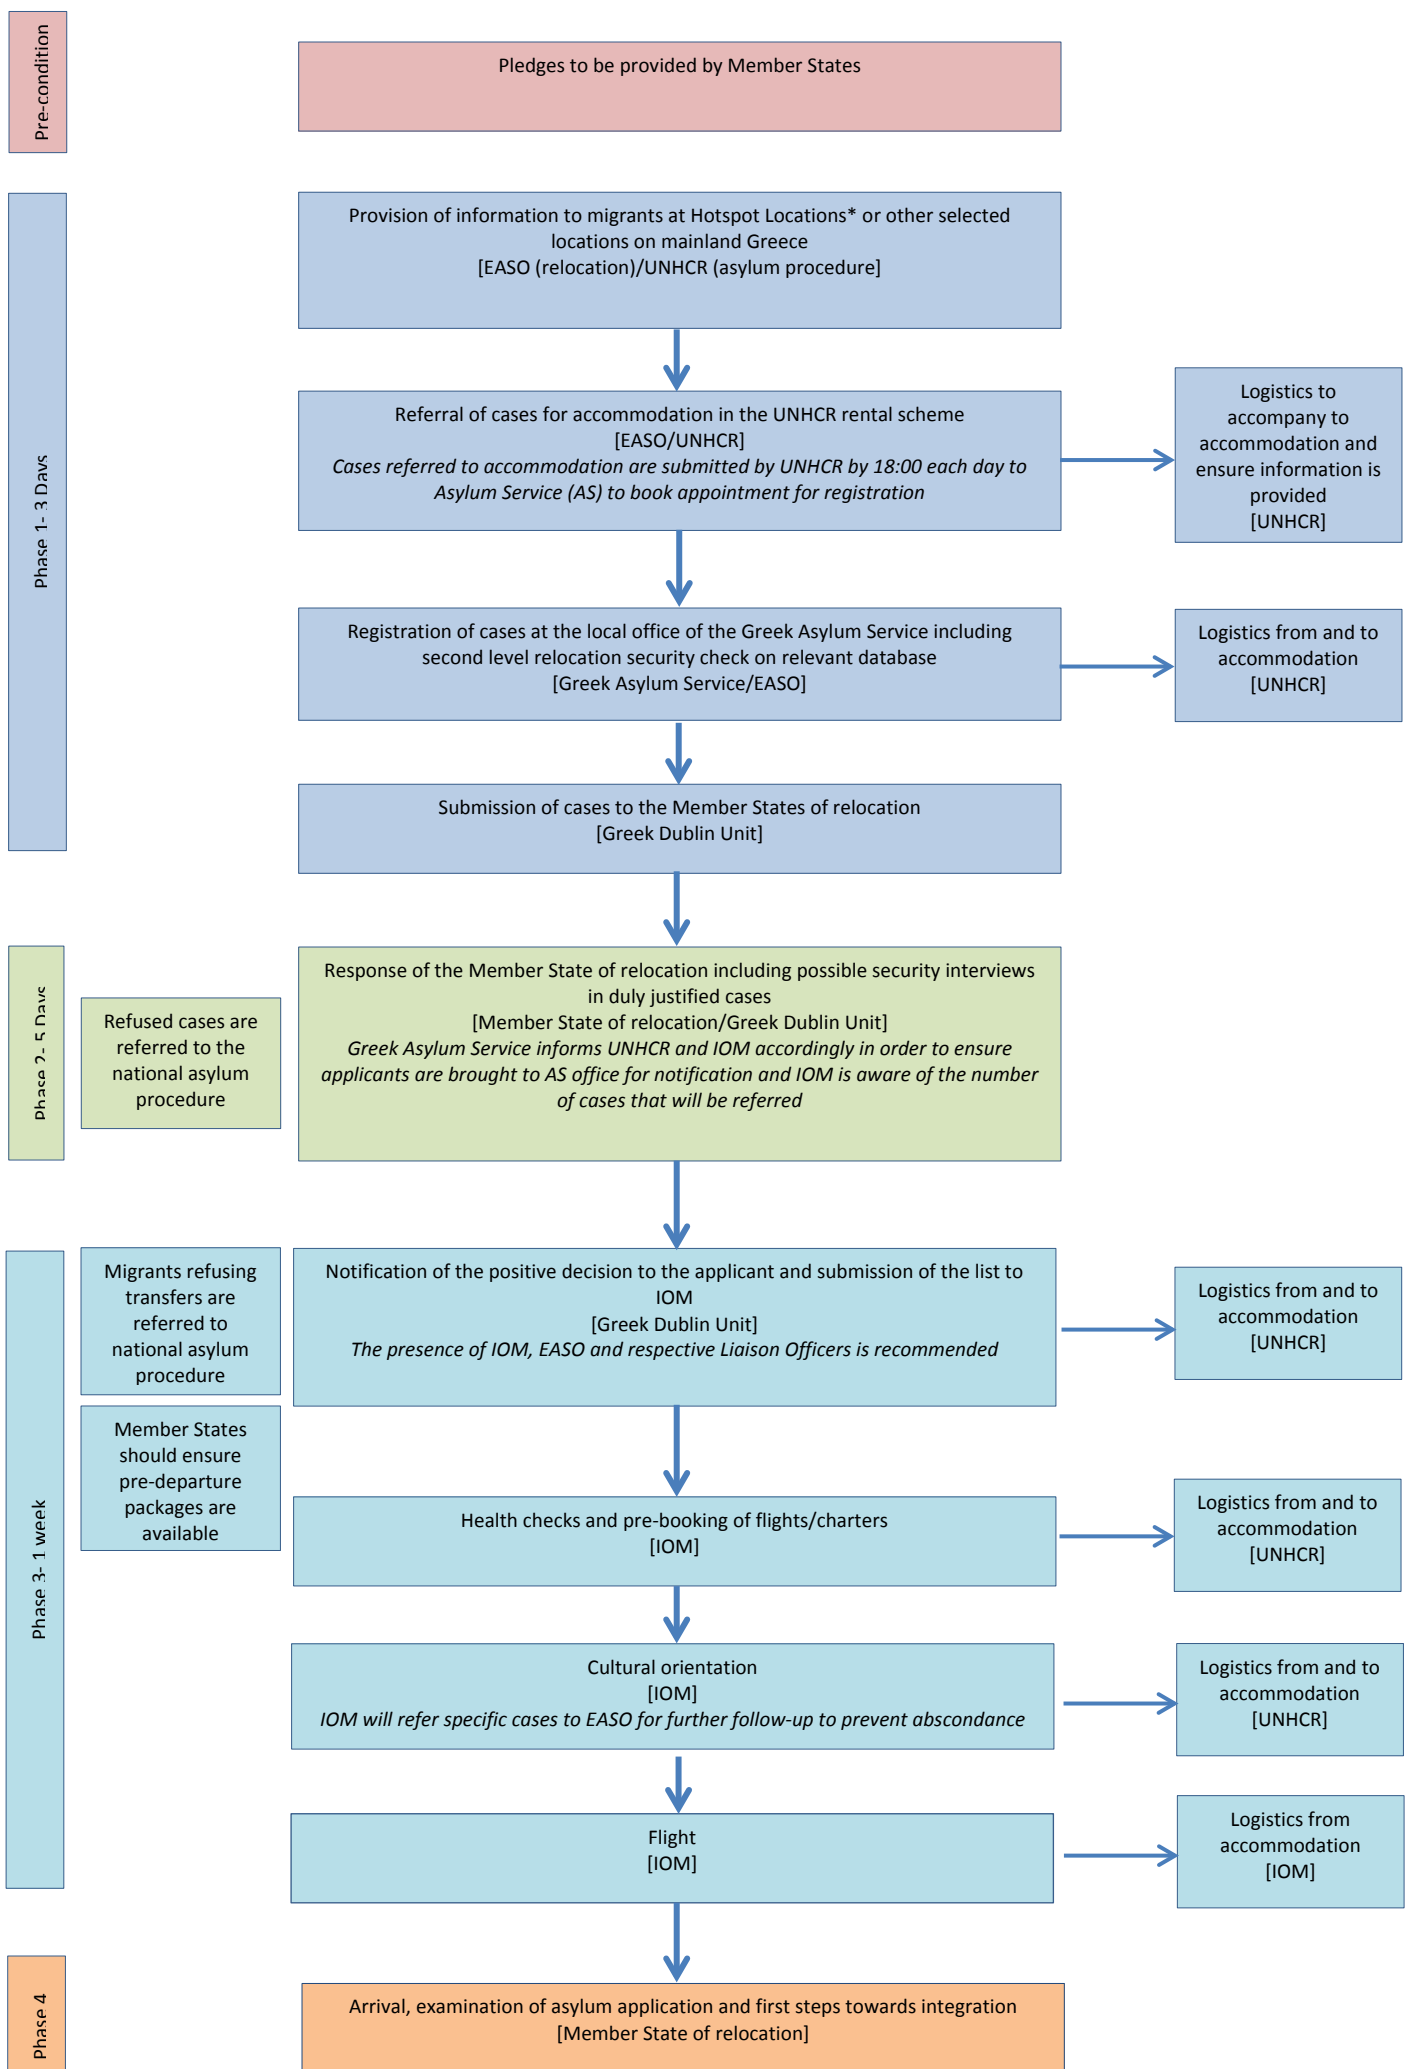 Pre-condition
Pledges to be provided by Member States
Phase 1- 3 Days
Provision of information to migrants at Hotspot Locations* or other selected
locations on mainland Greece
[EASO (relocation)/UNHCR (asylum procedure]
Referral of cases for accommodation in the UNHCR rental scheme
[EASO/UNHCR]
Cases referred to accommodation are submitted by UNHCR by 18:00 each day to
Asylum Service (AS) to book appointment for registration
Logistics to
accompany to
accommodation and
ensure information is
provided
[UNHCR]
Registration of cases at the local office of the Greek Asylum Service including
second level relocation security check on relevant database
[Greek Asylum Service/EASO]
Logistics from and to
accommodation
[UNHCR]
Submission of cases to the Member States of relocation
[Greek Dublin Unit]
Phase 2- 5 Days
Refused cases are
referred to the
national asylum
procedure
Response of the Member State of relocation including possible security interviews
in duly justified cases
[Member State of relocation/Greek Dublin Unit]
Greek Asylum Service informs UNHCR and IOM accordingly in order to ensure
applicants are brought to AS office for notification and IOM is aware of the number
of cases that will be referred
Phase 3- 1 week
Migrants refusing
transfers are
referred to
national asylum
procedure
Notification of the positive decision to the applicant and submission of the list to
IOM
[Greek Dublin Unit]
The presence of IOM, EASO and respective Liaison Officers is recommended
Logistics from and to
accommodation
[UNHCR]
Member States
should ensure
pre-departure
packages are
available
Health checks and pre-booking of flights/charters
[IOM]
Logistics from and to
accommodation
[UNHCR]
Cultural orientation
[IOM]
IOM will refer specific cases to EASO for further follow-up to prevent abscondance
Logistics from and to
accommodation
[UNHCR]
Flight
[IOM]
Logistics from
accommodation
[IOM]
Phase 4
Arrival, examination of asylum application and first steps towards integration
[Member State of relocation]